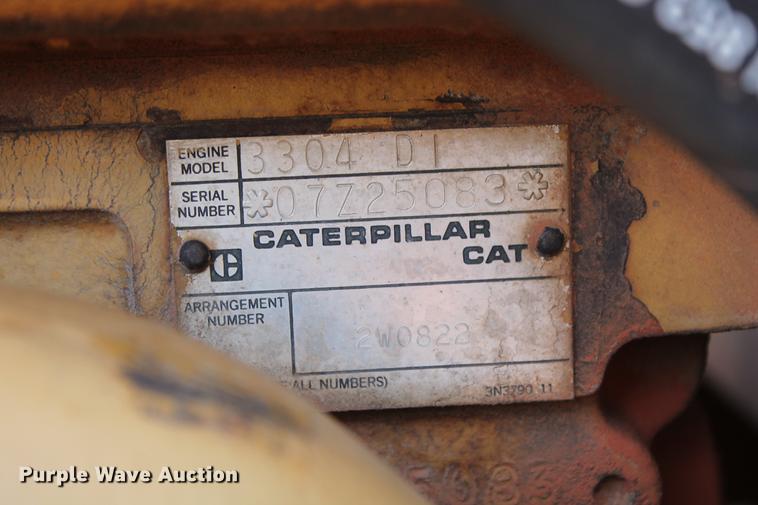 ENGINE MODEL 3304 DI
SERIAL NUMBER *07Z25083*
CATERPILLAR
CAT
ARRANGEMENT NUMBER 2W0822
ALL NUMBERS) 3N3790 11
Purple Wave Auction